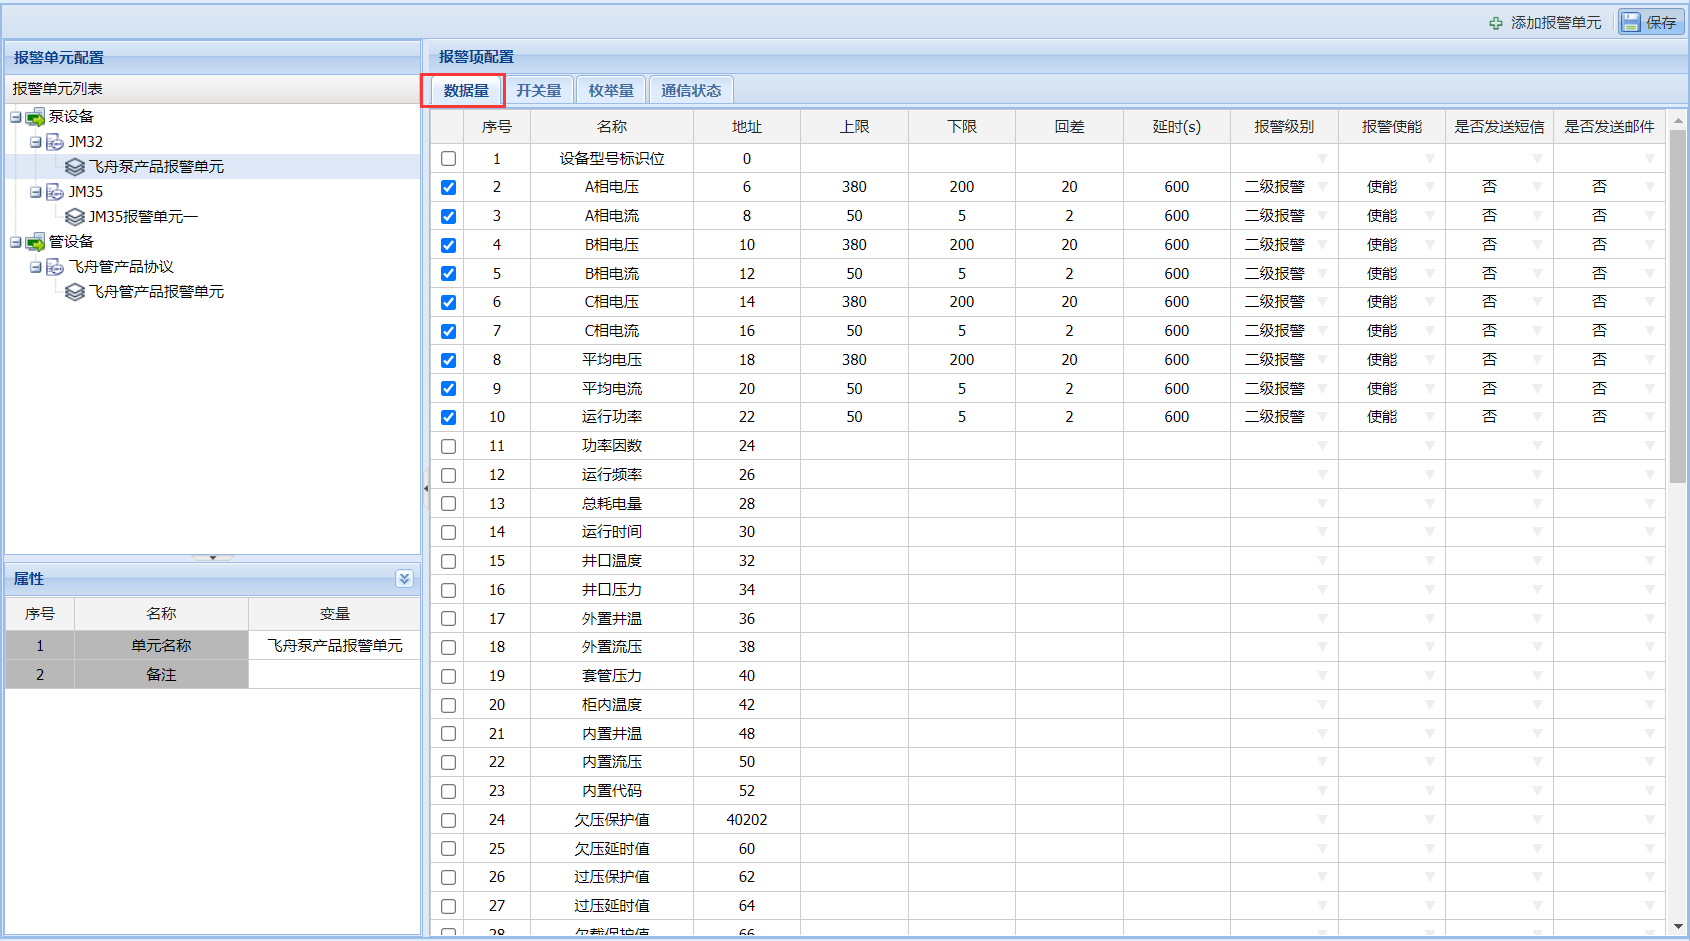 添加报警单元 保存
报警单元配置
报警单元列表
泵设备
JM32
飞舟泵产品报警单元
JM35
JM35报警单元一
管设备
飞舟管产品协议
飞舟管产品报警单元
属性
序号 名称 变量
1 单元名称 飞舟泵产品报警单元
2 备注
报警项配置
数据量 开关量 枚举量 通信状态
序号 名称 地址 上限 下限 回差 延时(s) 报警级别 报警使能 是否发送短信 是否发送邮件
1 设备型号标识位 0
2 A相电压 6 380 200 20 600 二级报警 使能 否 否
3 A相电流 8 50 5 2 600 二级报警 使能 否 否
4 B相电压 10 380 200 20 600 二级报警 使能 否 否
5 B相电流 12 50 5 2 600 二级报警 使能 否 否
6 C相电压 14 380 200 20 600 二级报警 使能 否 否
7 C相电流 16 50 5 2 600 二级报警 使能 否 否
8 平均电压 18 380 200 20 600 二级报警 使能 否 否
9 平均电流 20 50 5 2 600 二级报警 使能 否 否
10 运行功率 22 50 5 2 600 二级报警 使能 否 否
11 功率因数 24
12 运行频率 26
13 总耗电量 28
14 运行时间 30
15 井口温度 32
16 井口压力 34
17 外置井温 36
18 外置流压 38
19 套管压力 40
20 柜内温度 42
21 内置井温 48
22 内置流压 50
23 内置代码 52
24 欠压保护值 40202
25 欠压延时值 60
26 过压保护值 62
27 过压延时值 64
28 欠载保护值 66